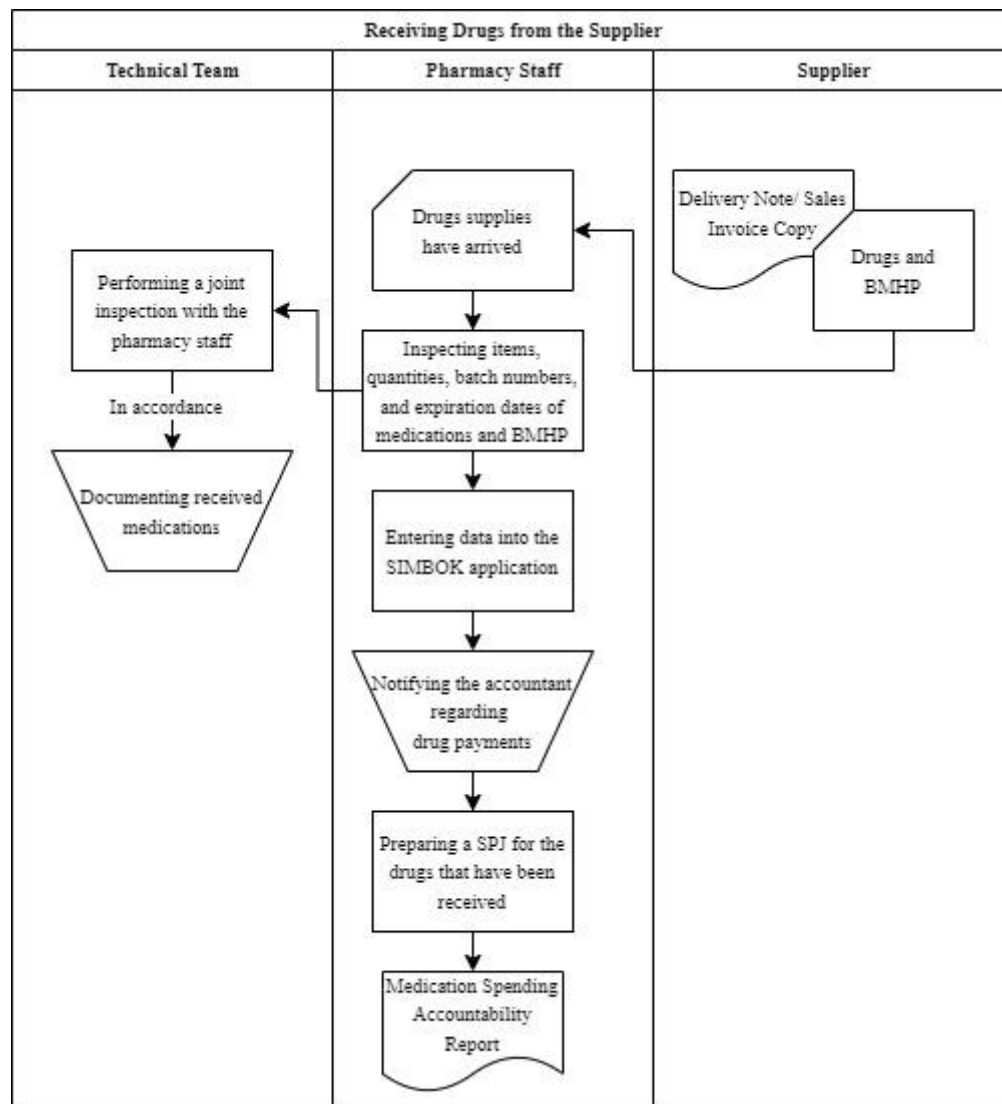 Receiving Drugs from the Supplier
Technical Team
Pharmacy Staff
Supplier
Delivery Note/ Sales
Invoice Copy
Drugs and
BMHP
Drugs supplies
have arrived
Performing a joint
inspection with the
pharmacy staff
Inspecting items,
quantities, batch numbers,
and expiration dates of
medications and BMHP
In accordance
Documenting received
medications
Entering data into the
SIMBOK application
Notifying the accountant
regarding
drug payments
Preparing a SPJ for the
drugs that have been
received
Medication Spending
Accountability
Report